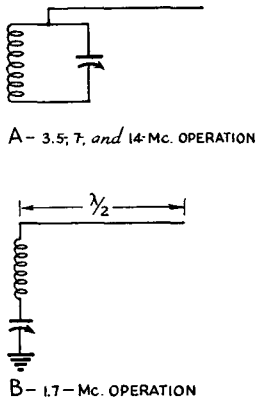 A - 3.5, 7, and 14-Mc. OPERATION
λ/2
B - 1.7 - Mc. OPERATION